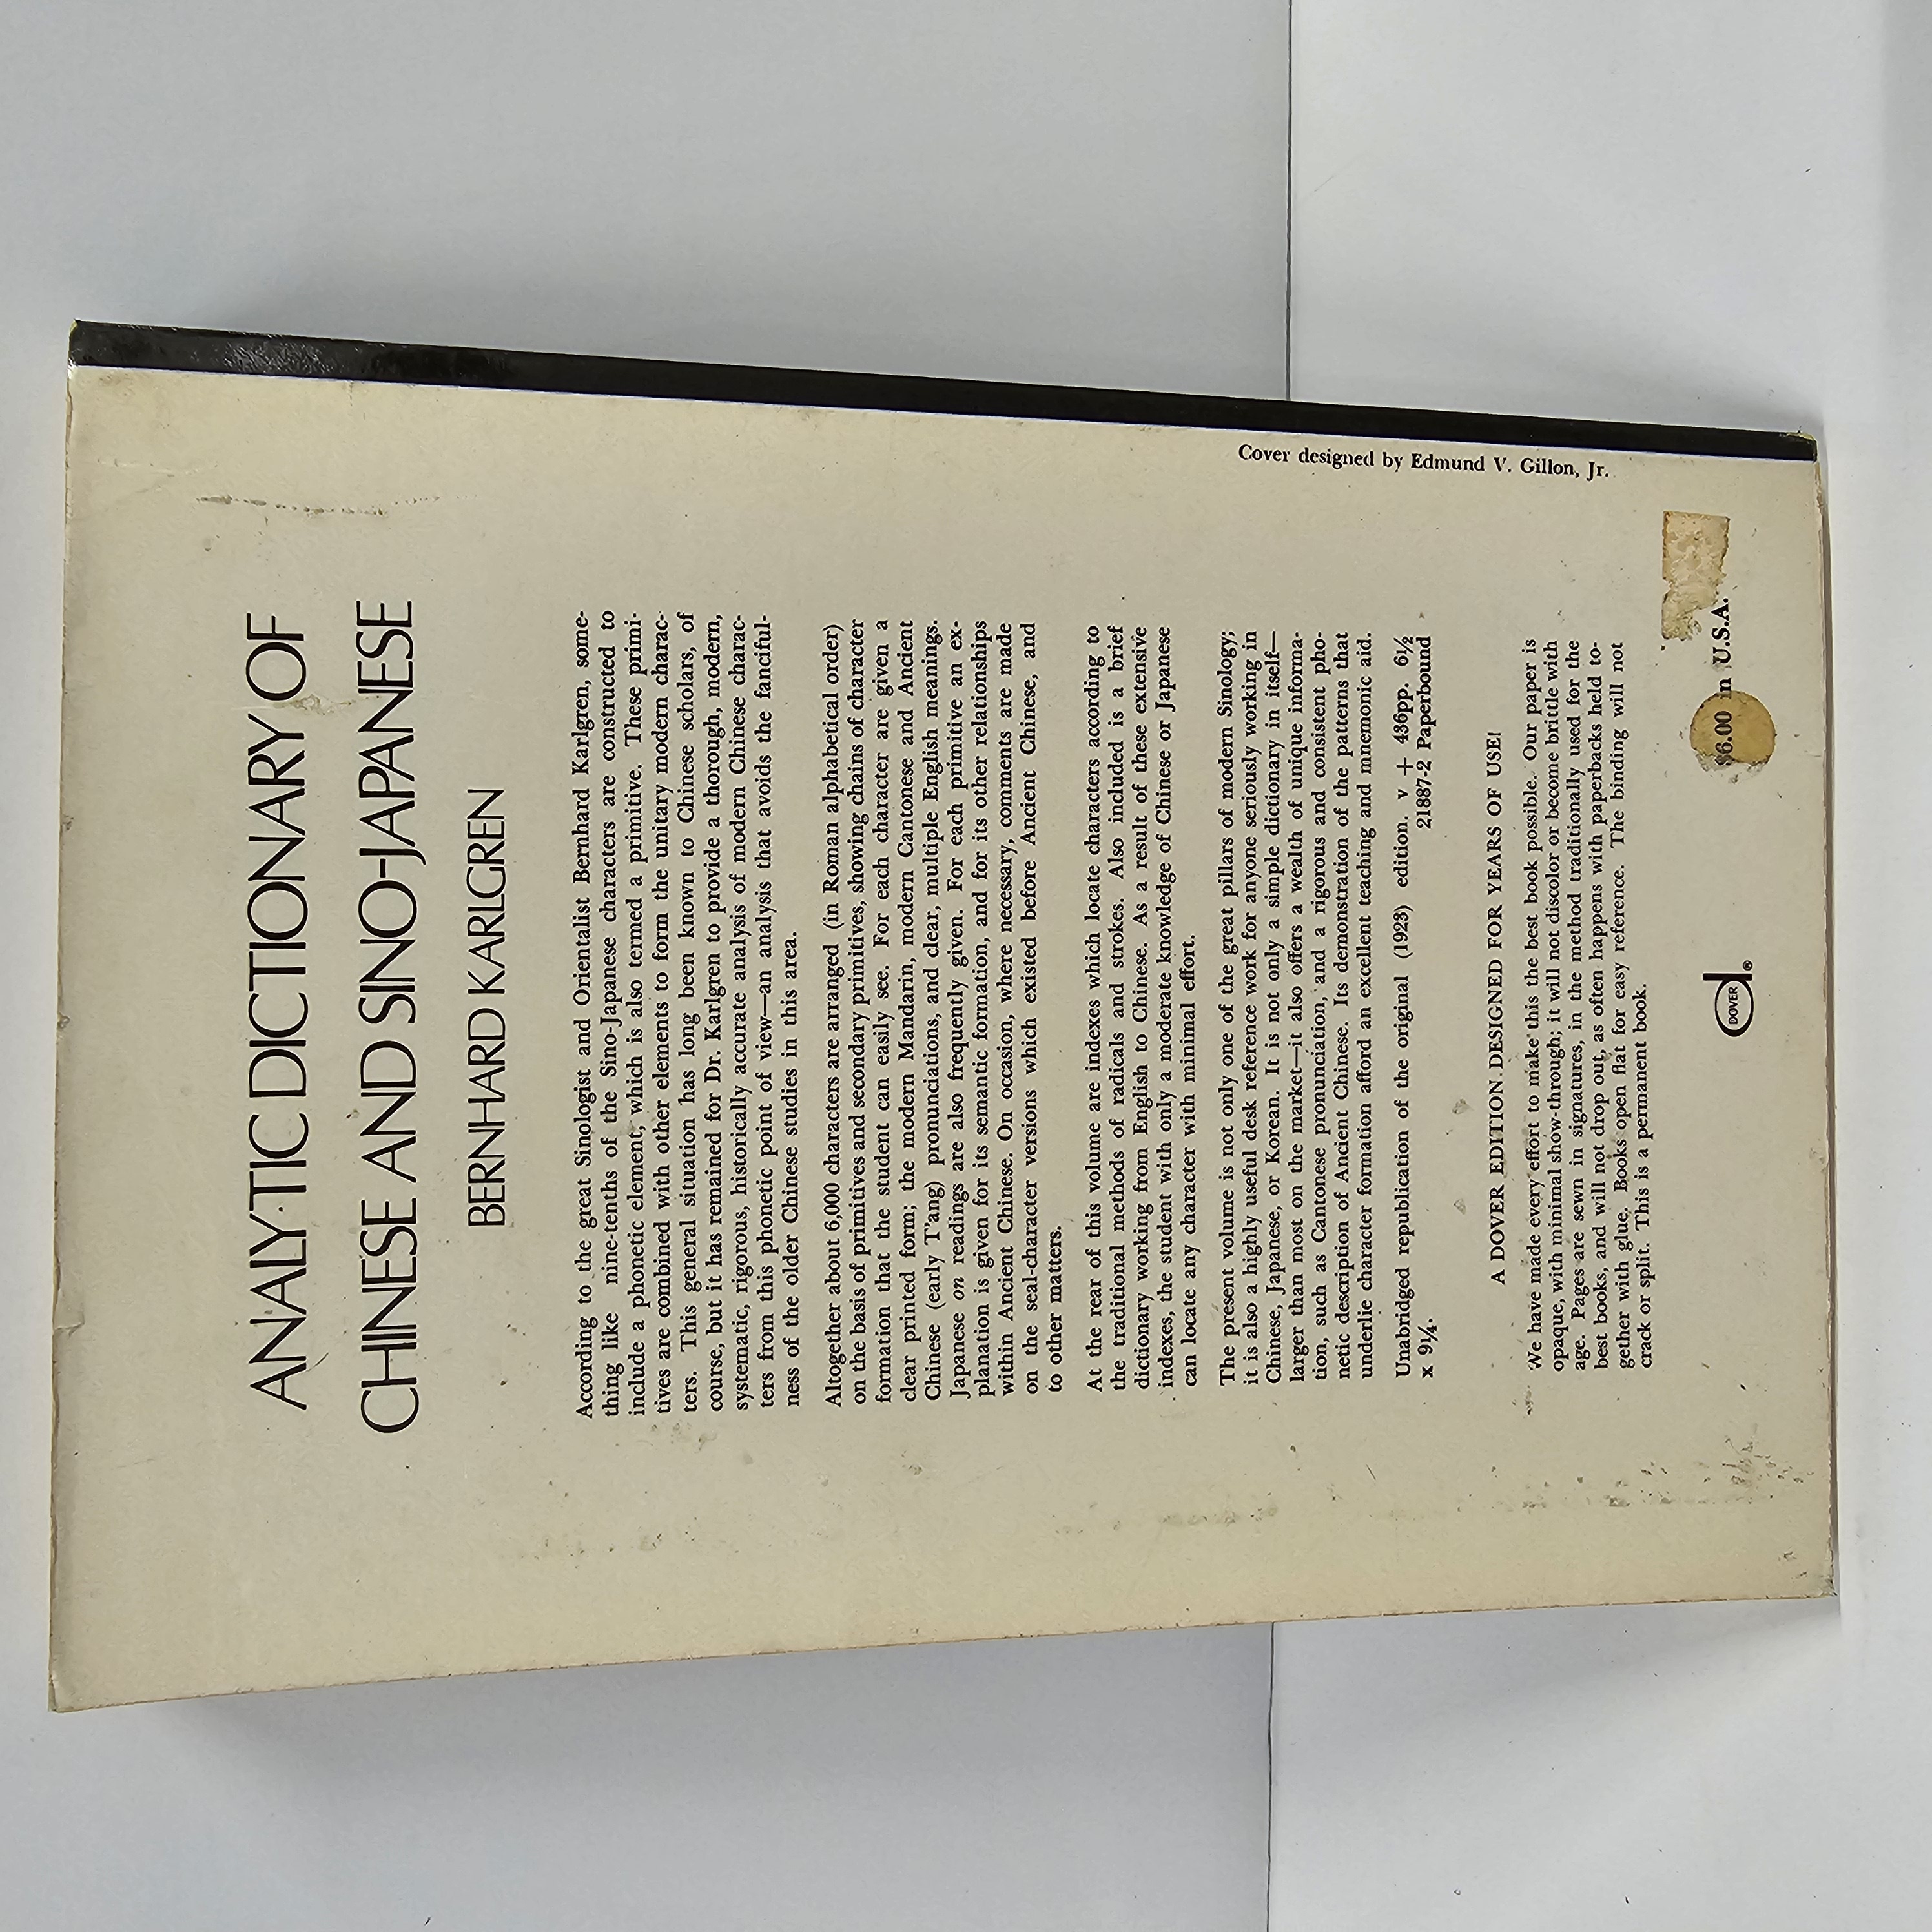 ANALYTIC DICTIONARY OF
CHINESE AND SINO-JAPANESE
BERNHARD KARLGREN
According to the great Sinologist and Orientalist Bernhard Karlgren, some-
thing like nine-tenths of the Sino-Japanese characters are constructed to
include a phonetic element, which is also termed a primitive. These primi-
tives are combined with other elements to form the unitary modern charac-
ters. This general situation has long been known to Chinese scholars, of
course, but it has remained for Dr. Karlgren to provide a thorough, modern,
systematic, rigorous, historically accurate analysis of modern Chinese charac-
ters from this phonetic point of view—an analysis that avoids the fanciful-
ness of the older Chinese studies in this area.
Altogether about 6,000 characters are arranged (in Roman alphabetical order)
on the basis of primitives and secondary primitives, showing chains of character
formation that the student can easily see. For each character are given a
clear printed form; the modern Mandarin, modern Cantonese and Ancient
Chinese (early T'ang) pronunciations, and clear, multiple English meanings.
Japanese on readings are also frequently given. For each primitive an ex-
planation is given for its semantic formation, and for its other relationships
within Ancient Chinese. On occasion, where necessary, comments are made
on the seal-character versions which existed before Ancient Chinese, and
to other matters.
At the rear of this volume are indexes which locate characters according to
the traditional methods of radicals and strokes. Also included is a brief
dictionary working from English to Chinese. As a result of these extensive
indexes, the student with only a moderate knowledge of Chinese or Japanese
can locate any character with minimal effort.
The present volume is not only one of the great pillars of modern Sinology;
it is also a highly useful desk reference work for anyone seriously working in
Chinese, Japanese, or Korean. It is not only a simple dictionary in itself—
larger than most on the market—it also offers a wealth of unique informa-
tion, such as Cantonese pronunciation, and a rigorous and consistent pho-
netic description of Ancient Chinese. Its demonstration of the patterns that
underlie character formation afford an excellent teaching and mnemonic aid.
Unabridged republication of the original (1923) edition. v + 436pp. 6½
x 9¼. 21887-2 Paperbound
A DOVER EDITION DESIGNED FOR YEARS OF USE!
We have made every effort to make this the best book possible. Our paper is
opaque, with minimal show-through; it will not discolor or become brittle with
age. Pages are sewn in signatures, in the method traditionally used for the
best books, and will not drop out, as often happens with paperbacks held to-
gether with glue. Books open flat for easy reference. The binding will not
crack or split. This is a permanent book.
DOVER ®
$6.00 in U.S.A.
Cover designed by Edmund V. Gillon, Jr.